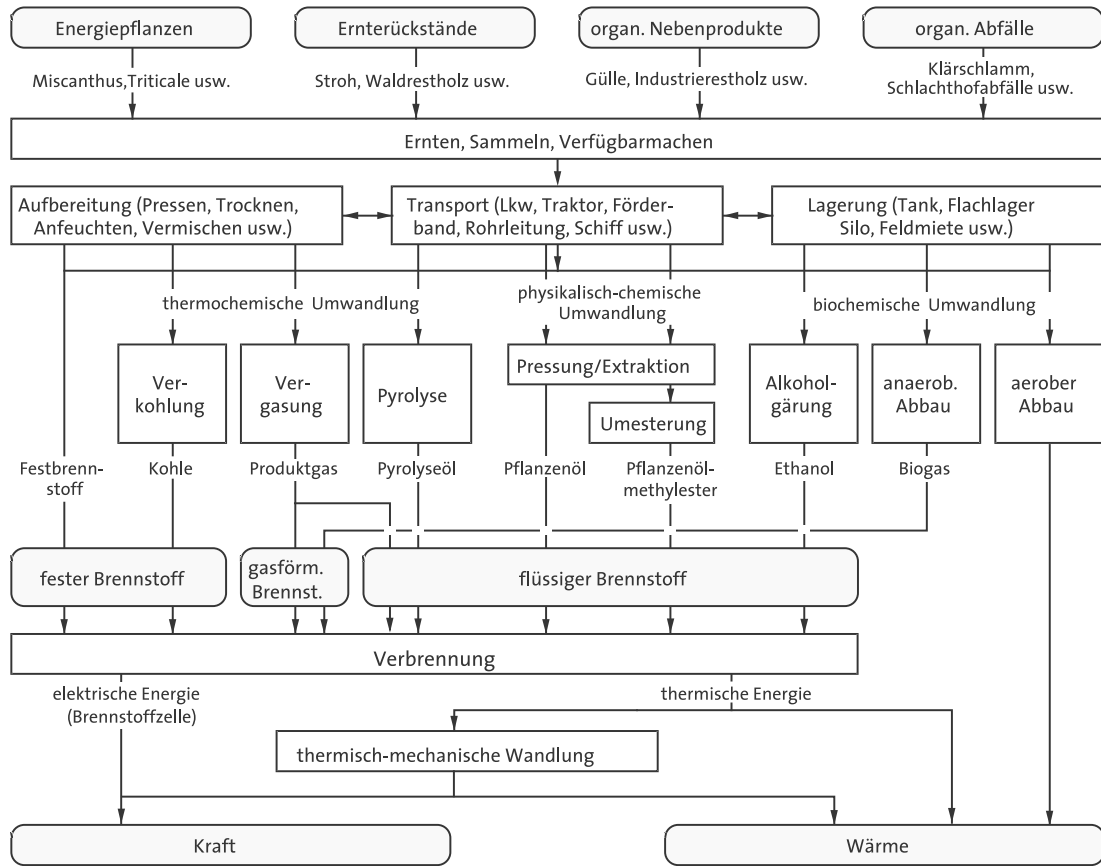 Energiepflanzen
Ernterückstände
organ. Nebenprodukte
organ. Abfälle
Miscanthus,Triticale usw.
Stroh, Waldrestholz usw.
Gülle, Industrierestholz usw.
Klärschlamm,
Schlachthofabfälle usw.
Ernten, Sammeln, Verfügbarmachen
Aufbereitung (Pressen, Trocknen,
Anfeuchten, Vermischen usw.)
Transport (Lkw, Traktor, Förder-
band, Rohrleitung, Schiff usw.)
Lagerung (Tank, Flachlager
Silo, Feldmiete usw.)
thermochemische Umwandlung
physikalisch-chemische
Umwandlung
biochemische Umwandlung
Ver-
kohlung
Ver-
gasung
Pyrolyse
Pressung/Extraktion
Umesterung
Alkohol-
gärung
anaerob.
Abbau
aerober
Abbau
Festbrenn-
stoff
Kohle
Produktgas
Pyrolyseöl
Pflanzenöl
Pflanzenöl-
methylester
Ethanol
Biogas
fester Brennstoff
gasförm.
Brennst.
flüssiger Brennstoff
Verbrennung
elektrische Energie
(Brennstoffzelle)
thermische Energie
thermisch-mechanische Wandlung
Kraft
Wärme